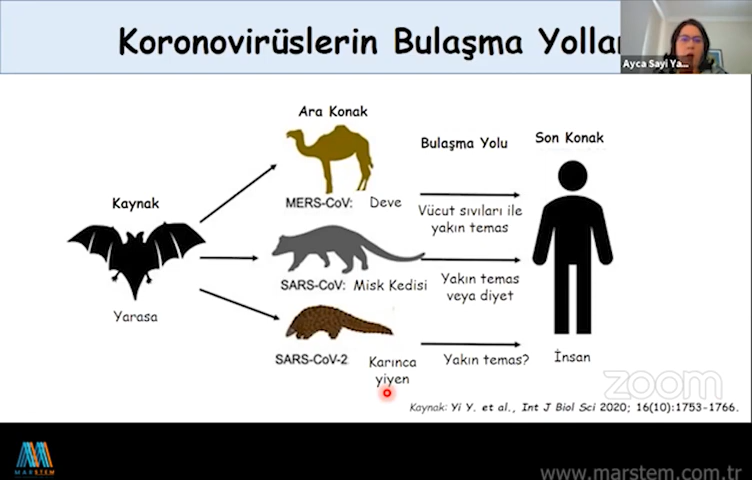 Koronovirüslerin Bulaşma Yolları
Ayca Sayi Ya...
Ara Konak
Bulaşma Yolu
Son Konak
Kaynak
MERS-CoV: Deve
Vücut sıvıları ile
yakın temas
SARS-CoV: Misk Kedisi
Yakın temas
veya diyet
Yarasa
SARS-CoV-2 Karınca
yiyen
Yakın temas?
İnsan
zoom
Kaynak: Yi Y. et al., Int J Biol Sci 2020; 16(10):1753-1766.
MARSTEM
www.marstem.com.tr